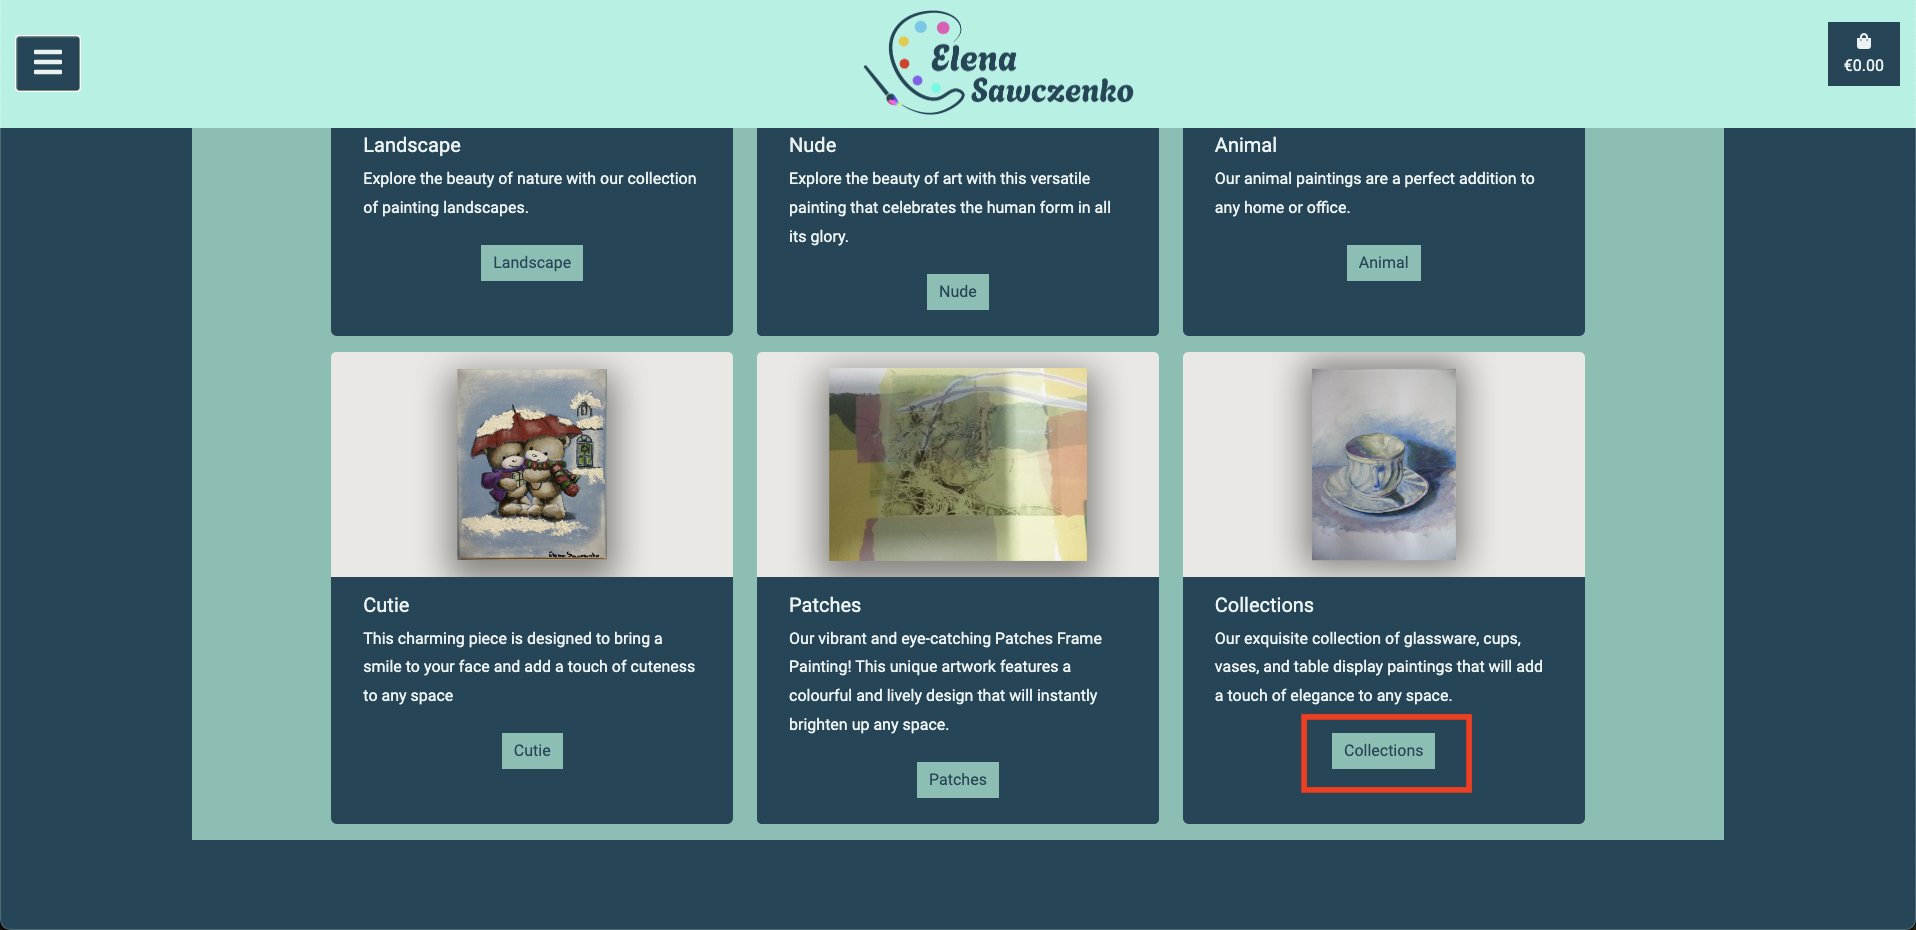 Elena
Sawczenko
€0.00
Landscape
Explore the beauty of nature with our collection
of painting landscapes.
Landscape
Nude
Explore the beauty of art with this versatile
painting that celebrates the human form in all
its glory.
Nude
Animal
Our animal paintings are a perfect addition to
any home or office.
Animal
Elena Sawczenko
Cutie
This charming piece is designed to bring a
smile to your face and add a touch of cuteness
to any space
Cutie
Patches
Our vibrant and eye-catching Patches Frame
Painting! This unique artwork features a
colourful and lively design that will instantly
brighten up any space.
Patches
Collections
Our exquisite collection of glassware, cups,
vases, and table display paintings that will add
a touch of elegance to any space.
Collections